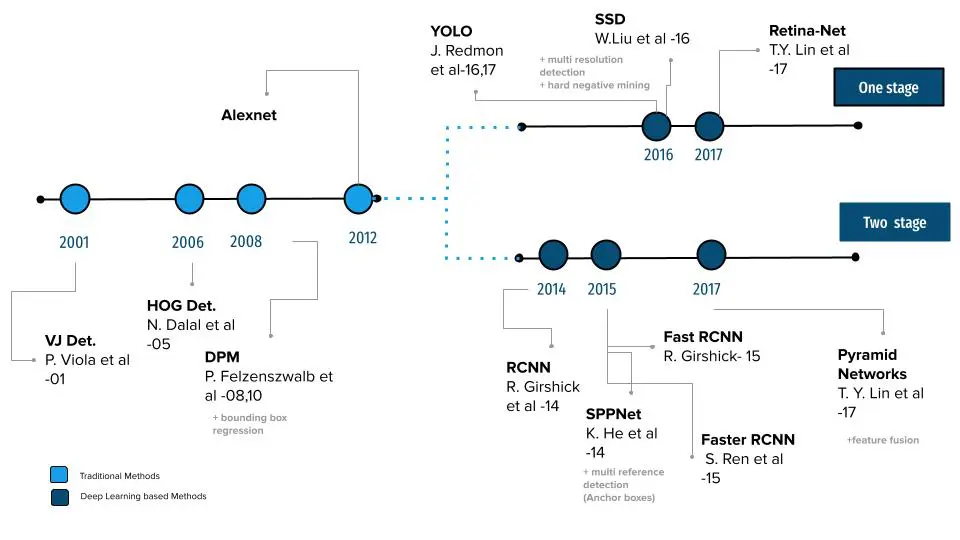 YOLO
J. Redmon
et al-16,17
SSD
W.Liu et al -16
+ multi resolution
detection
+ hard negative mining
Retina-Net
T.Y. Lin et al
-17
One stage
Alexnet
2016
2017
2001
2006
2008
2012
Two stage
2014
2015
2017
VJ Det.
P. Viola et al
-01
HOG Det.
N. Dalal et al
-05
DPM
P. Felzenszwalb et
al -08,10
+ bounding box
regression
RCNN
R. Girshick
et al -14
Fast RCNN
R. Girshick- 15
SPPNet
K. He et al
-14
+ multi reference
detection
(Anchor boxes)
Faster RCNN
S. Ren et al
-15
Pyramid
Networks
T. Y. Lin et al
-17
+feature fusion
Traditional Methods
Deep Learning based Methods